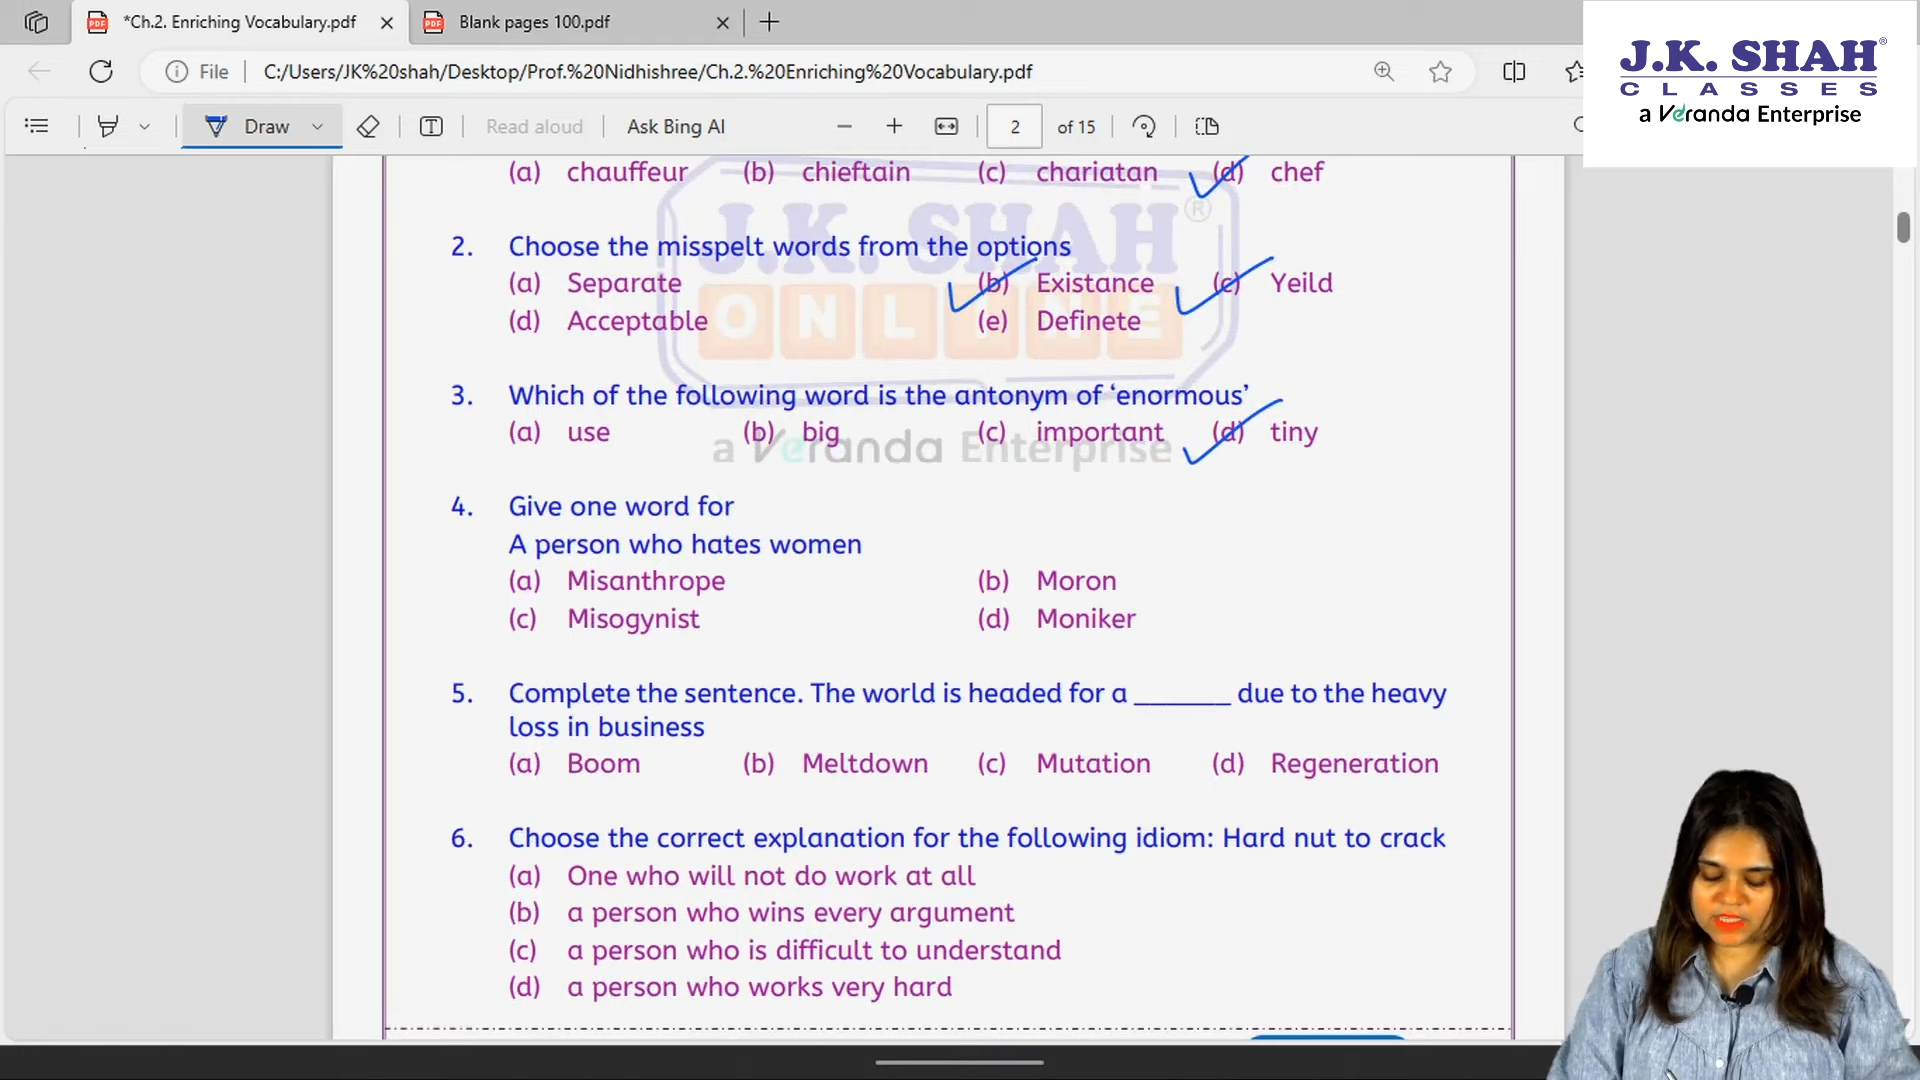 *Ch.2. Enriching Vocabulary.pdf
Blank pages 100.pdf
File
C:/Users/JK%20shah/Desktop/Prof.%20Nidhishree/Ch.2.%20Enriching%20Vocabulary.pdf
J.K. SHAH®
CLASSES
a Veranda Enterprise
Draw
Read aloud
Ask Bing AI
2 of 15
(a) chauffeur (b) chieftain (c) chariatan (d) chef
2. Choose the misspelt words from the options
(a) Separate (b) Existance (c) Yeild
(d) Acceptable (e) Definete
3. Which of the following word is the antonym of ‘enormous’
(a) use (b) big (c) important (d) tiny
4. Give one word for
A person who hates women
(a) Misanthrope (b) Moron
(c) Misogynist (d) Moniker
5. Complete the sentence. The world is headed for a _______ due to the heavy
loss in business
(a) Boom (b) Meltdown (c) Mutation (d) Regeneration
6. Choose the correct explanation for the following idiom: Hard nut to crack
(a) One who will not do work at all
(b) a person who wins every argument
(c) a person who is difficult to understand
(d) a person who works very hard
J.K. SHAH®
ONLINE
a Veranda Enterprise